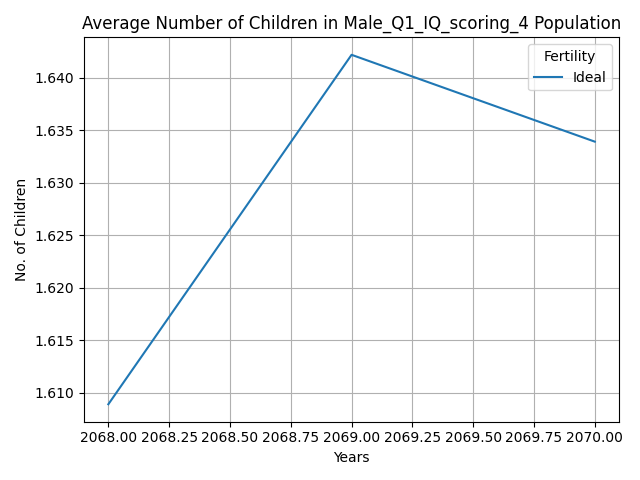 Average Number of Children in Male_Q1_IQ_scoring_4 Population
Fertility
Ideal
1.640
1.635
1.630
1.625
1.620
1.615
1.610
No. of Children
2068.00 2068.25 2068.50 2068.75 2069.00 2069.25 2069.50 2069.75 2070.00
Years